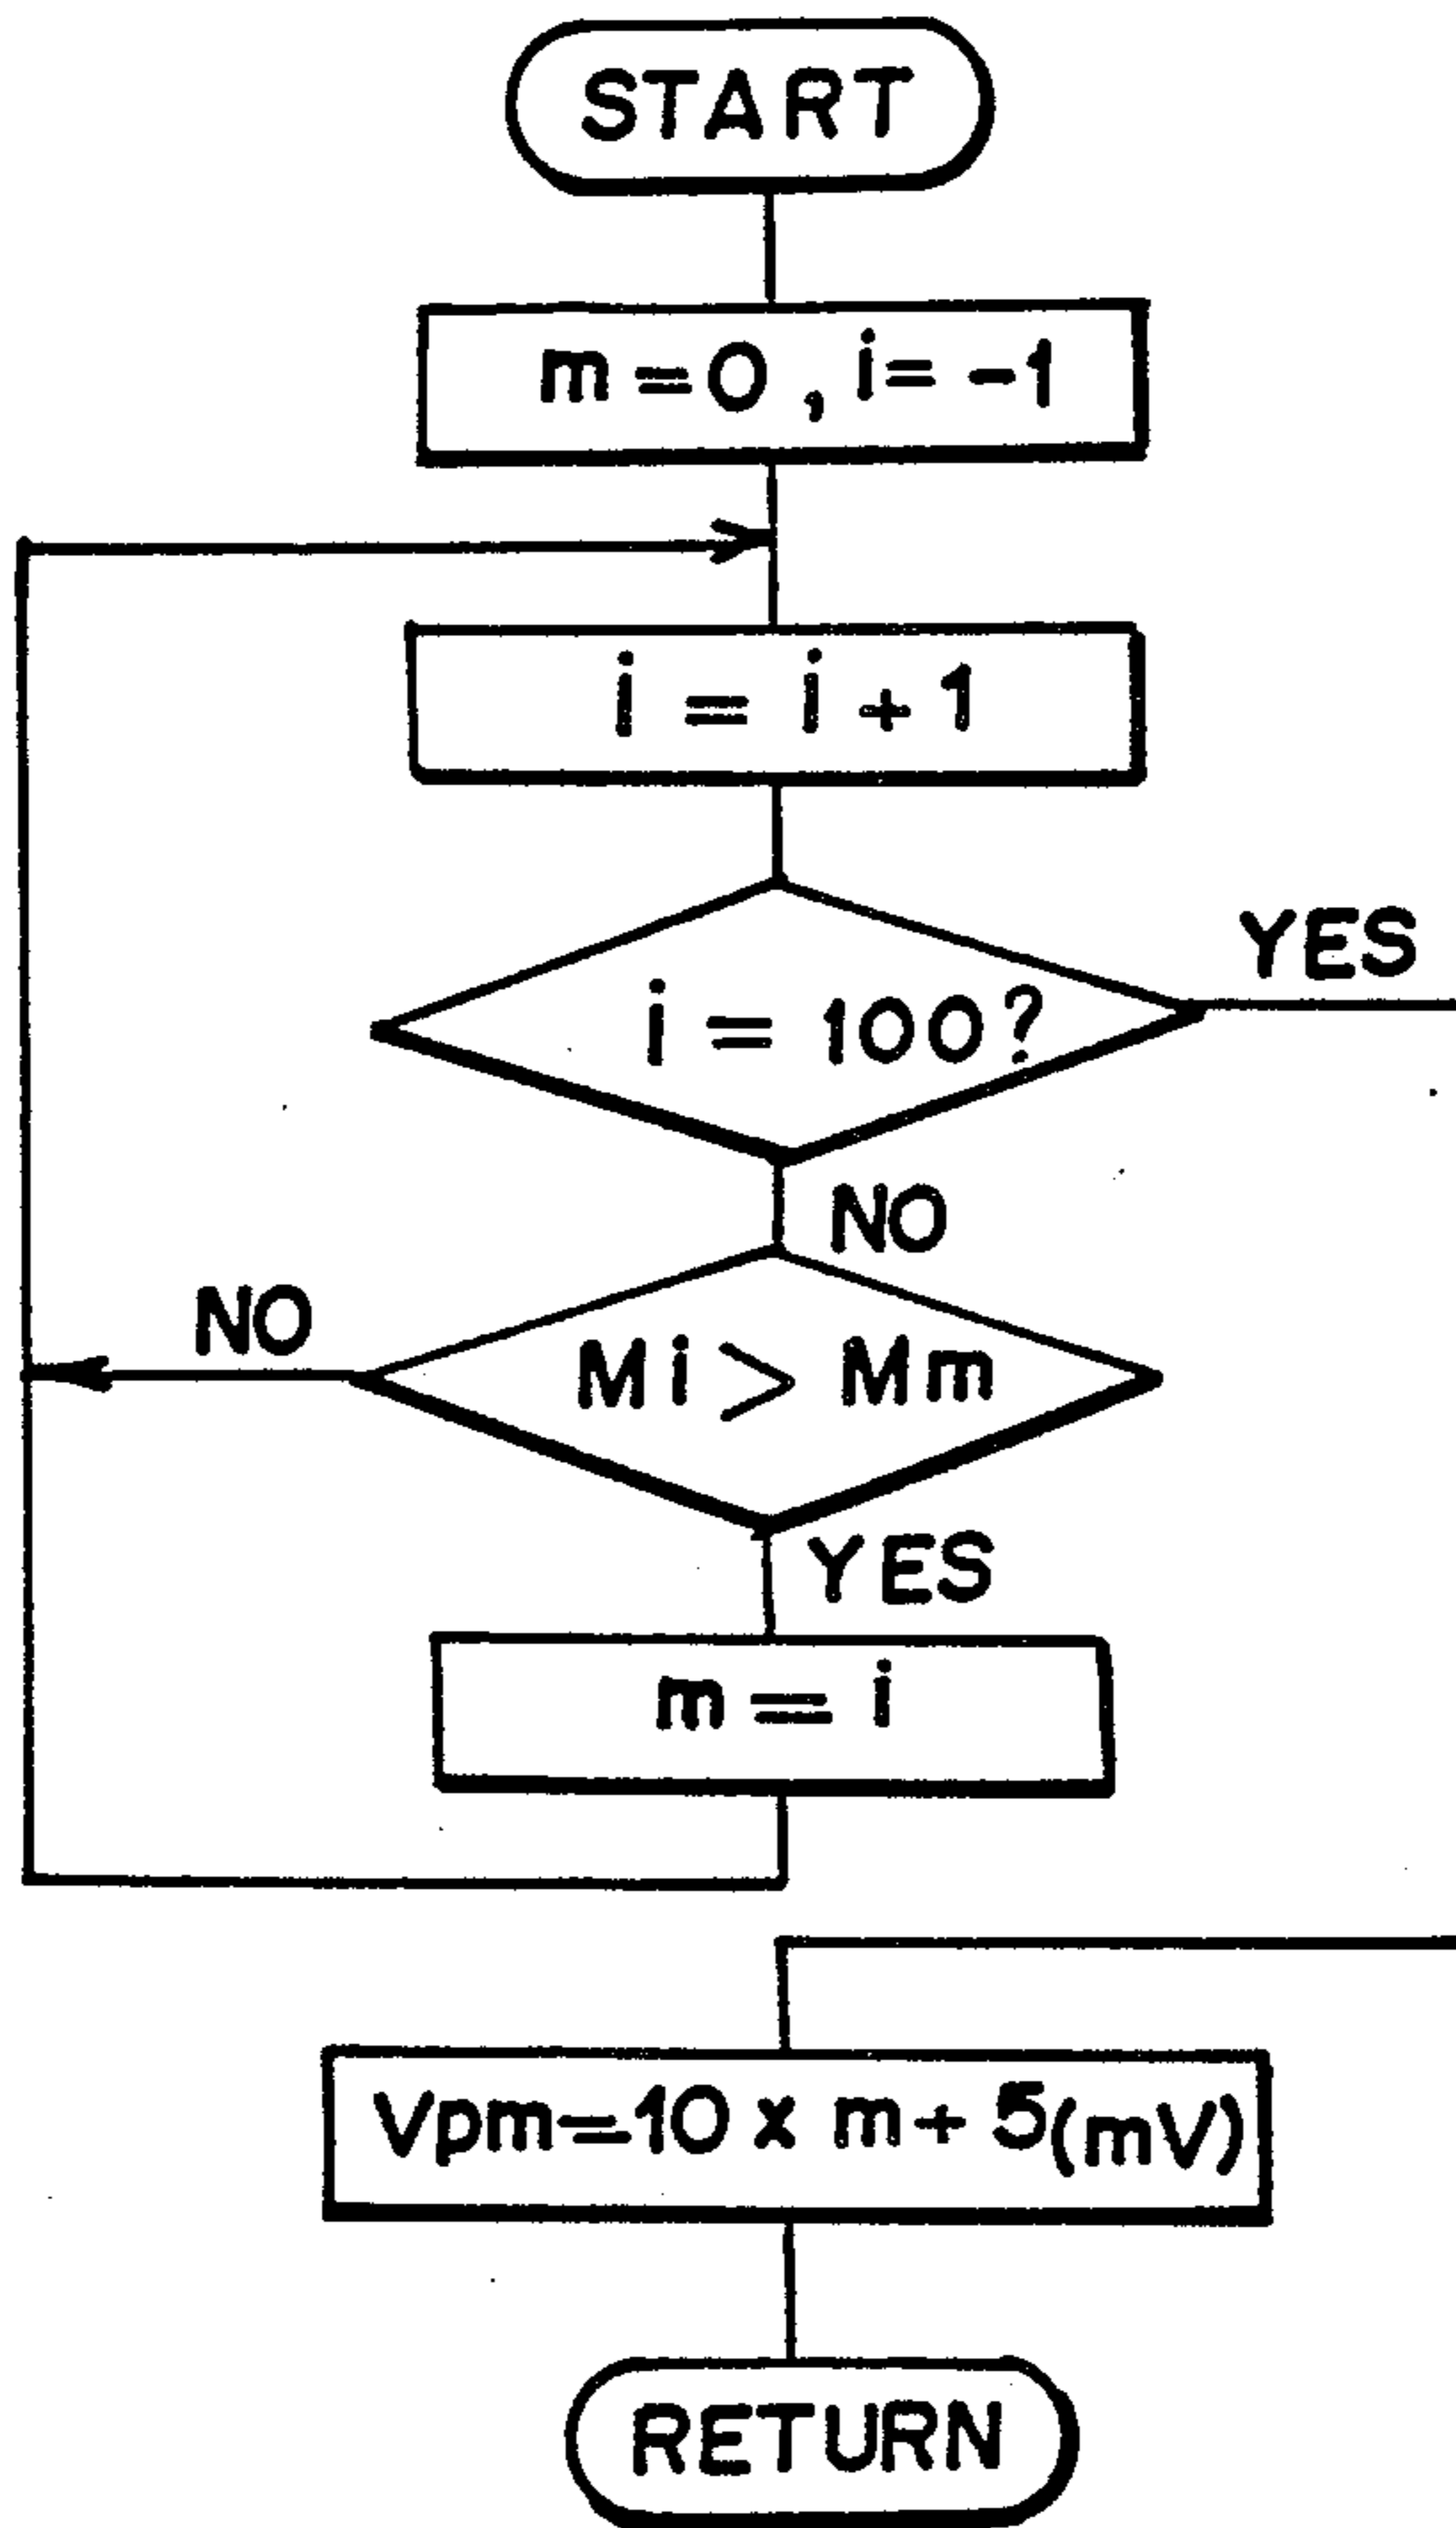 START
m=0, i=-1
i = i + 1
i = 100?
YES
NO
Mi > Mm
NO
YES
m = i
Vpm=10 x m + 5(mV)
RETURN